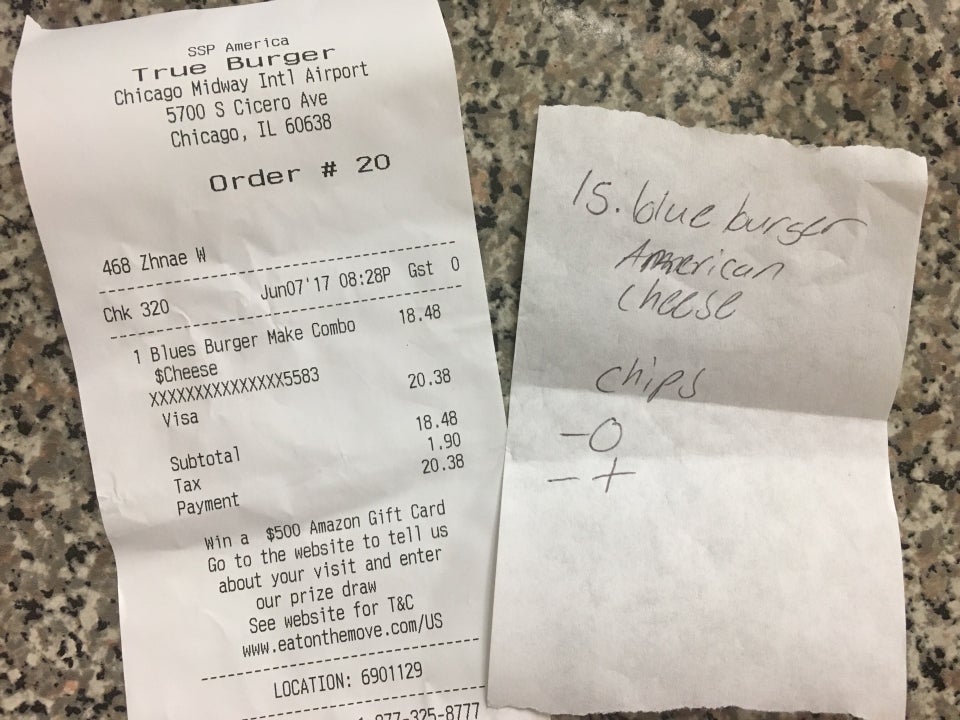 SSP America
True Burger
Chicago Midway Intl Airport
5700 S Cicero Ave
Chicago, IL 60638
Order # 20
468 Zhnae W
Chk 320 Jun07'17 08:28P Gst 0
1 Blues Burger Make Combo 18.48
$Cheese
XXXXXXXXXXXXXXX5583
Visa 20.38
Subtotal 18.48
Tax 1.90
Payment 20.38
Win a $500 Amazon Gift Card
Go to the website to tell us
about your visit and enter
our prize draw
See website for T&C
www.eatonthemove.com/US
LOCATION: 6901129
877-325-8777
1S. blue burger
American
cheese
chips
- O
- +